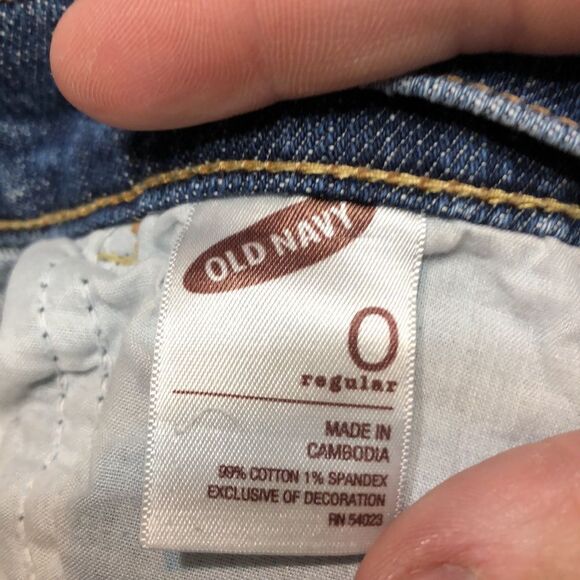 OLD NAVY
0
regular
MADE IN
CAMBODIA
99% COTTON 1% SPANDEX
EXCLUSIVE OF DECORATION
RN 54023